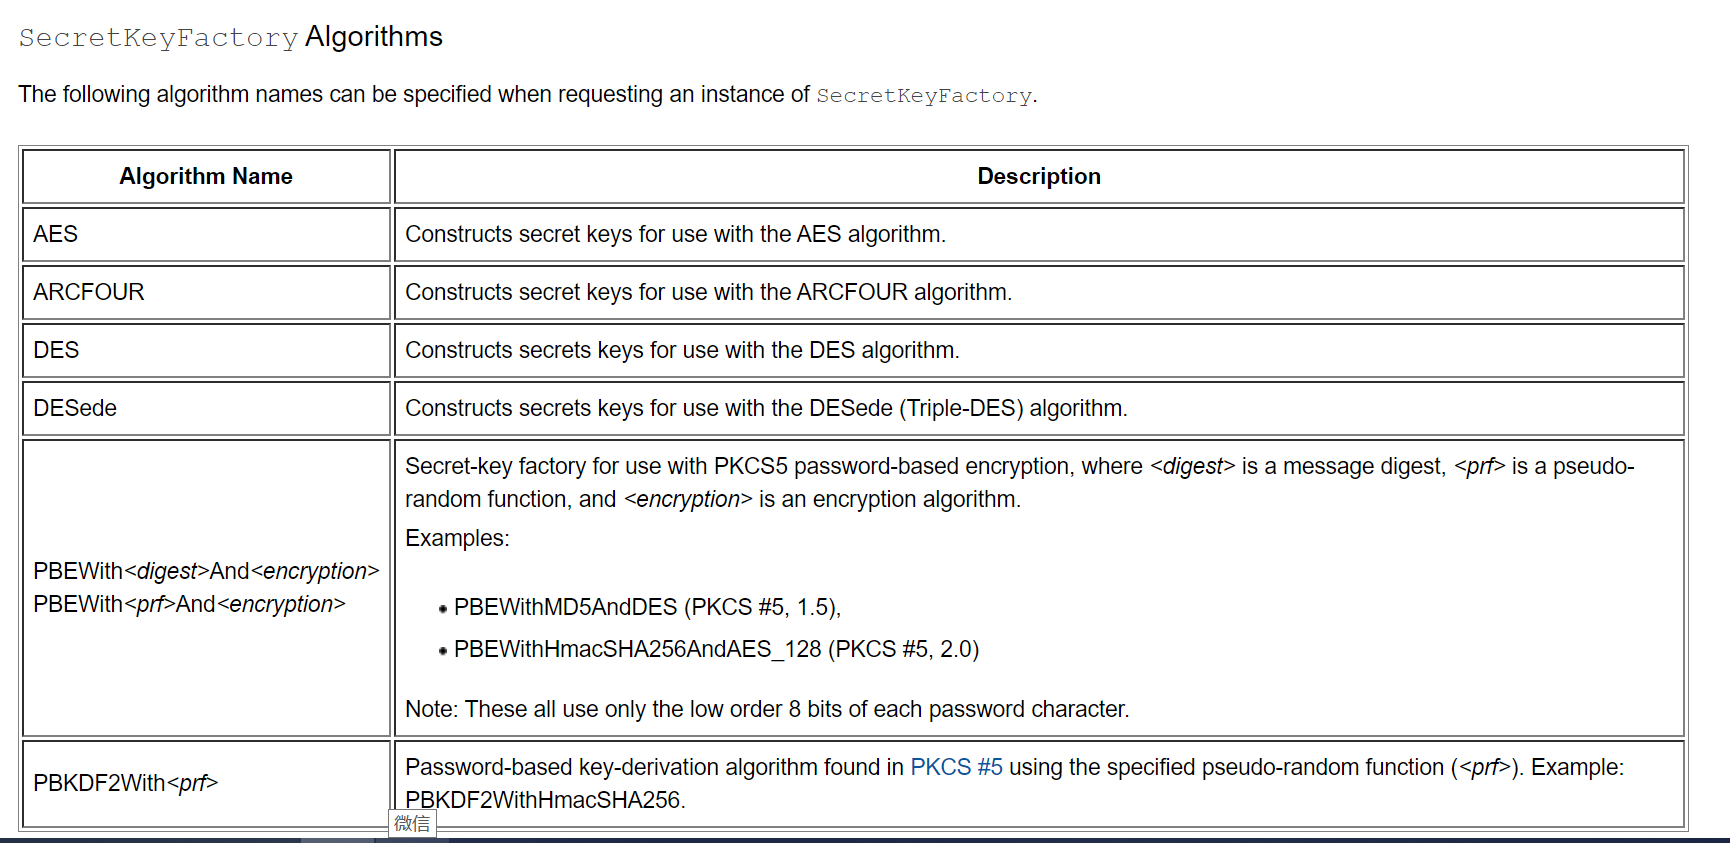 SecretKeyFactory Algorithms
The following algorithm names can be specified when requesting an instance of SecretKeyFactory.
Algorithm Name
Description
AES
Constructs secret keys for use with the AES algorithm.
ARCFOUR
Constructs secret keys for use with the ARCFOUR algorithm.
DES
Constructs secrets keys for use with the DES algorithm.
DESede
Constructs secrets keys for use with the DESede (Triple-DES) algorithm.
PBEWith<digest>And<encryption>
PBEWith<prf>And<encryption>
Secret-key factory for use with PKCS5 password-based encryption, where <digest> is a message digest, <prf> is a pseudo-
random function, and <encryption> is an encryption algorithm.
Examples:
• PBEWithMD5AndDES (PKCS #5, 1.5),
• PBEWithHmacSHA256AndAES_128 (PKCS #5, 2.0)
Note: These all use only the low order 8 bits of each password character.
PBKDF2With<prf>
Password-based key-derivation algorithm found in PKCS #5 using the specified pseudo-random function (<prf>). Example:
PBKDF2WithHmacSHA256.
微信